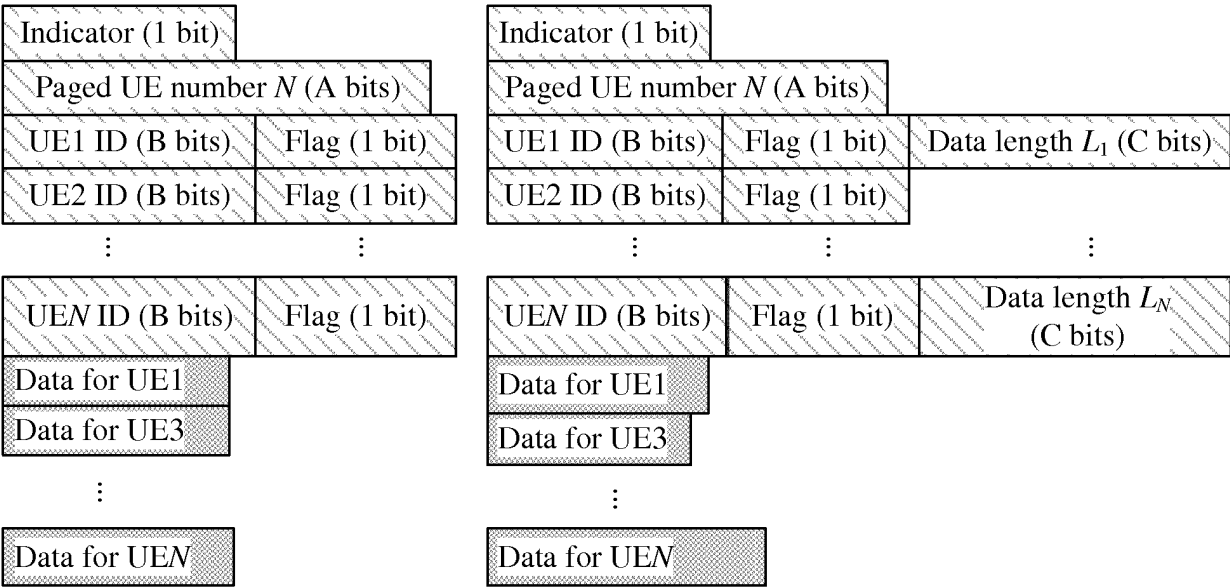 Indicator (1 bit)
Paged UE number N (A bits)
UE1 ID (B bits) Flag (1 bit)
UE2 ID (B bits) Flag (1 bit)
⋮ ⋮
UEN ID (B bits) Flag (1 bit)
Data for UE1
Data for UE3
⋮
Data for UEN
Indicator (1 bit)
Paged UE number N (A bits)
UE1 ID (B bits) Flag (1 bit) Data length L₁ (C bits)
UE2 ID (B bits) Flag (1 bit)
⋮ ⋮ ⋮
UEN ID (B bits) Flag (1 bit) Data length L_N
(C bits)
Data for UE1
Data for UE3
⋮
Data for UEN